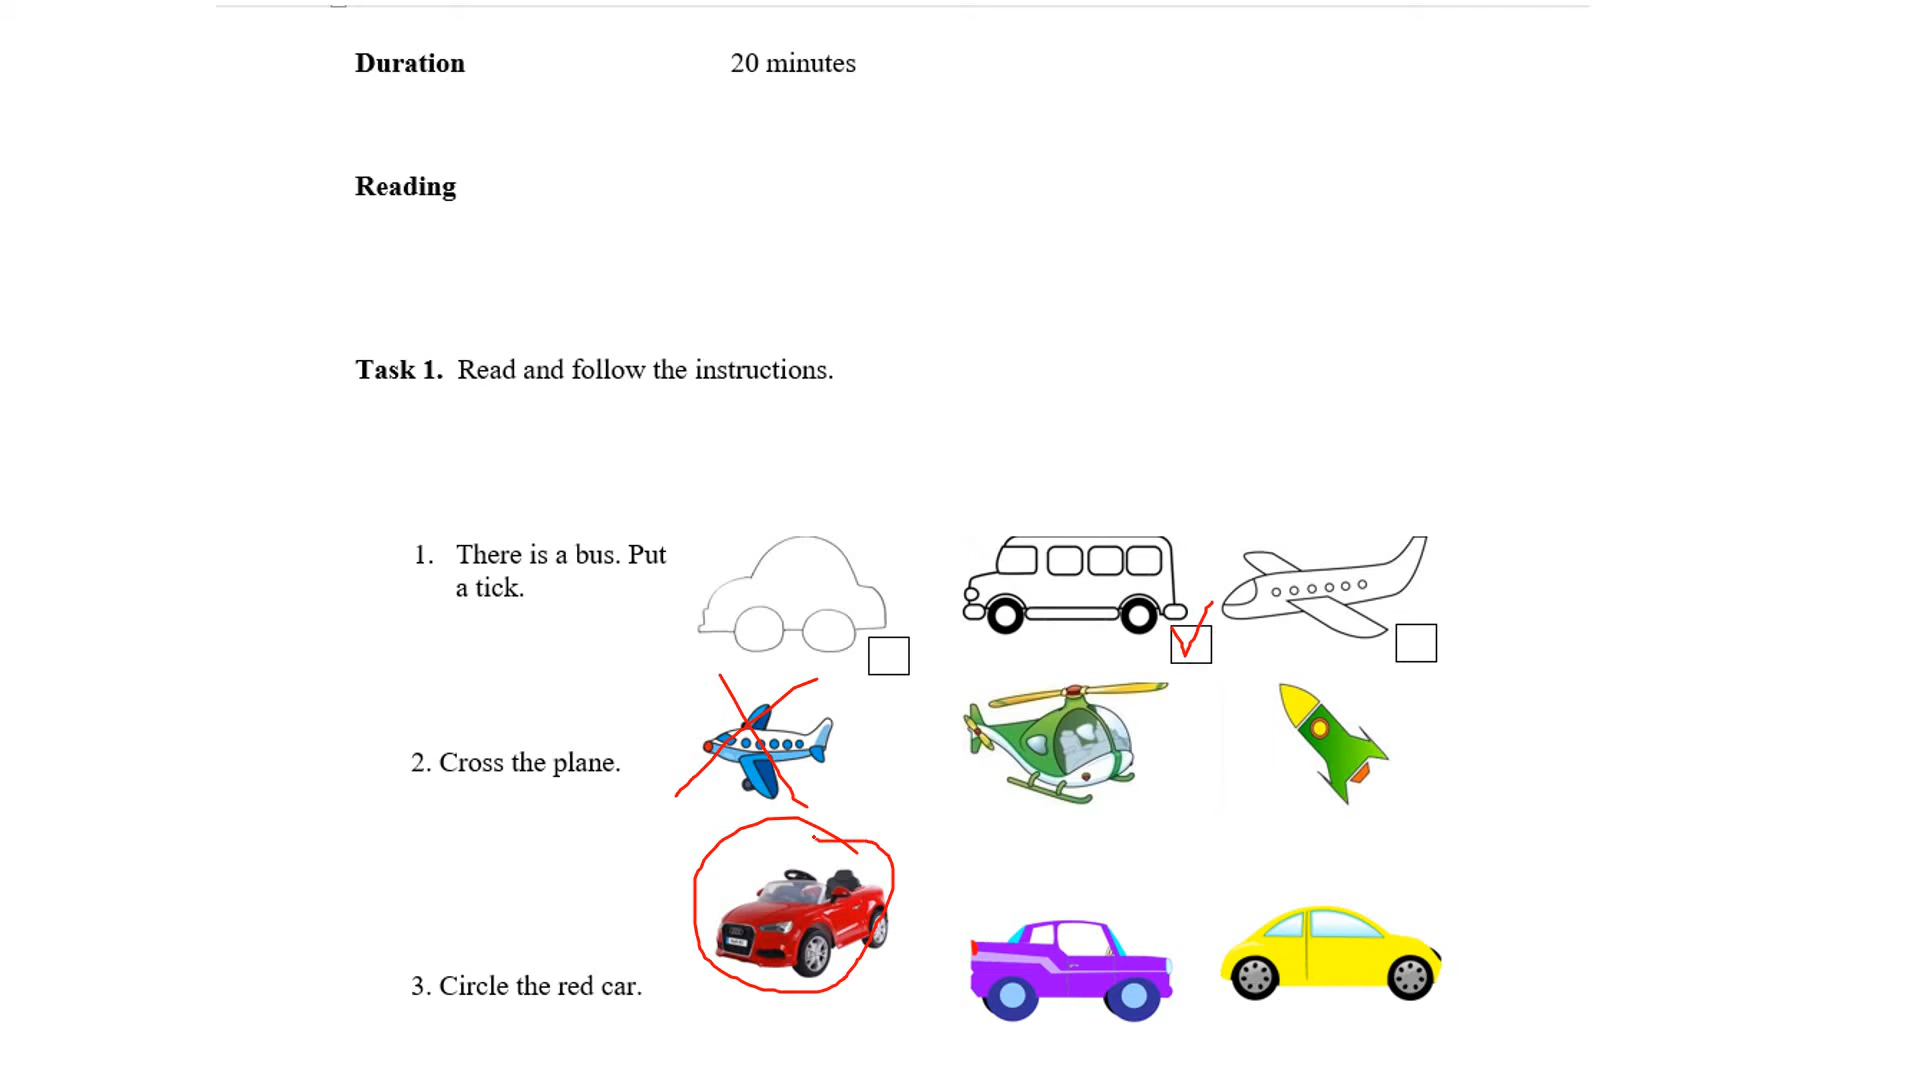 Duration 20 minutes
Reading
Task 1. Read and follow the instructions.
1. There is a bus. Put
a tick.
2. Cross the plane.
3. Circle the red car.